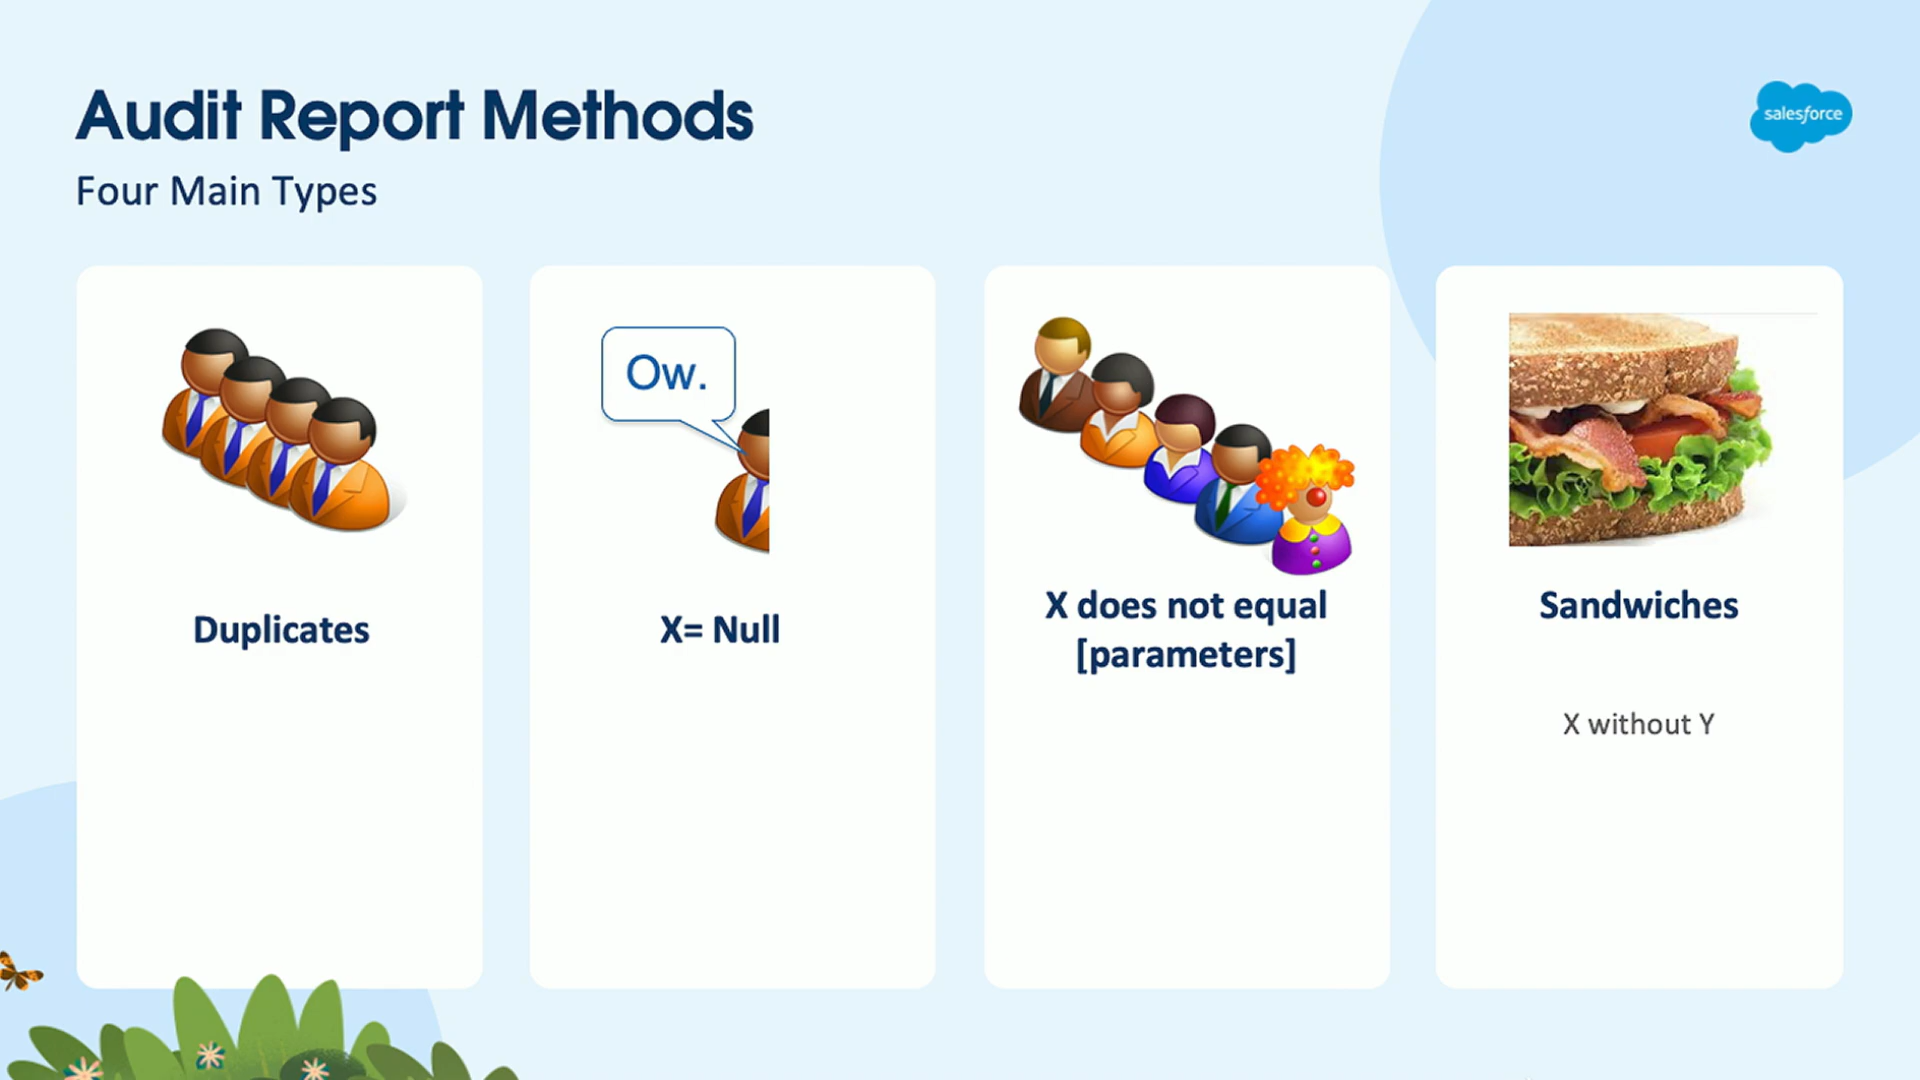 Audit Report Methods
Four Main Types
salesforce
Duplicates
Ow.
X= Null
X does not equal
[parameters]
Sandwiches
X without Y